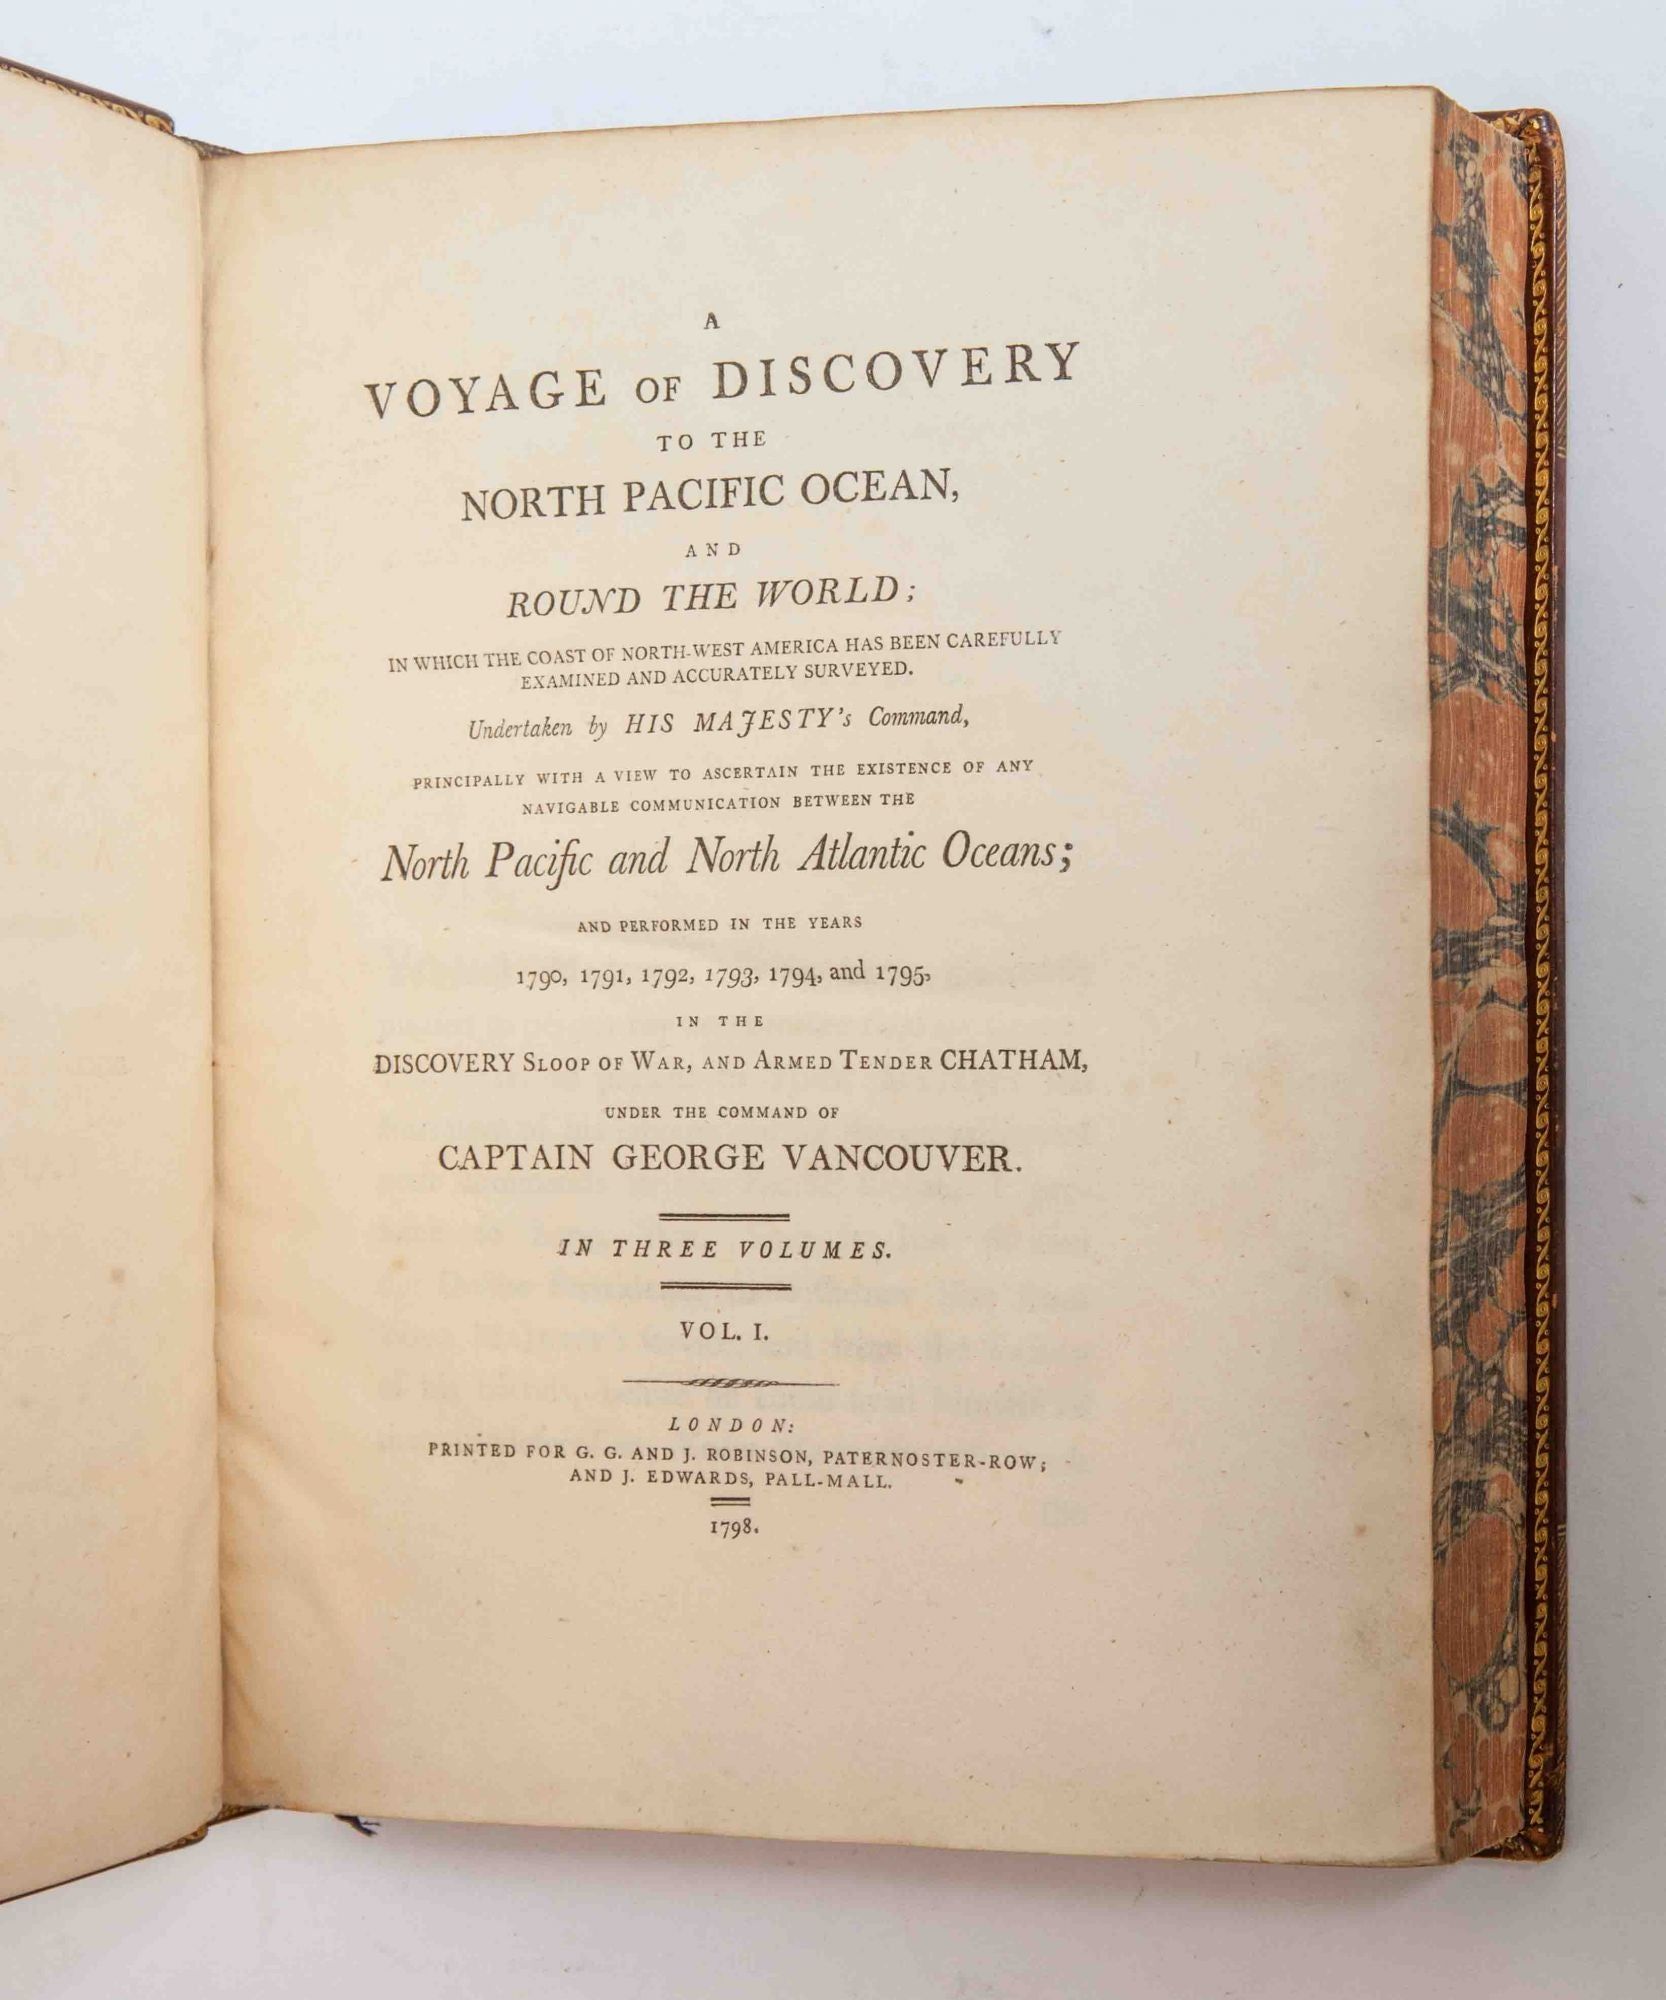 A
VOYAGE OF DISCOVERY
TO THE
NORTH PACIFIC OCEAN,
AND
ROUND THE WORLD;
IN WHICH THE COAST OF NORTH-WEST AMERICA HAS BEEN CAREFULLY
EXAMINED AND ACCURATELY SURVEYED.
Undertaken by HIS MAJESTY's Command,
PRINCIPALLY WITH A VIEW TO ASCERTAIN THE EXISTENCE OF ANY
NAVIGABLE COMMUNICATION BETWEEN THE
North Pacific and North Atlantic Oceans;
AND PERFORMED IN THE YEARS
1790, 1791, 1792, 1793, 1794, and 1795,
IN THE
DISCOVERY SLOOP OF WAR, AND ARMED TENDER CHATHAM,
UNDER THE COMMAND OF
CAPTAIN GEORGE VANCOUVER.
IN THREE VOLUMES.
VOL. I.
LONDON:
PRINTED FOR G. G. AND J. ROBINSON, PATERNOSTER-ROW;
AND J. EDWARDS, PALL-MALL.
1798.